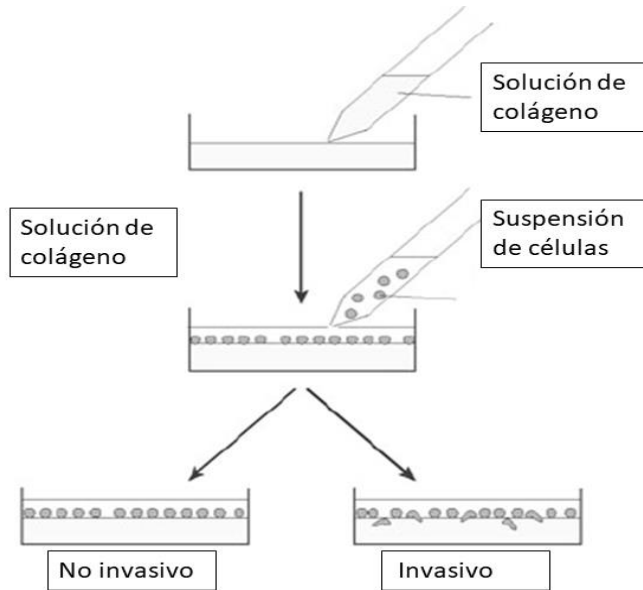 Solución de
colágeno
Solución de
colágeno
Suspensión
de células
No invasivo
Invasivo